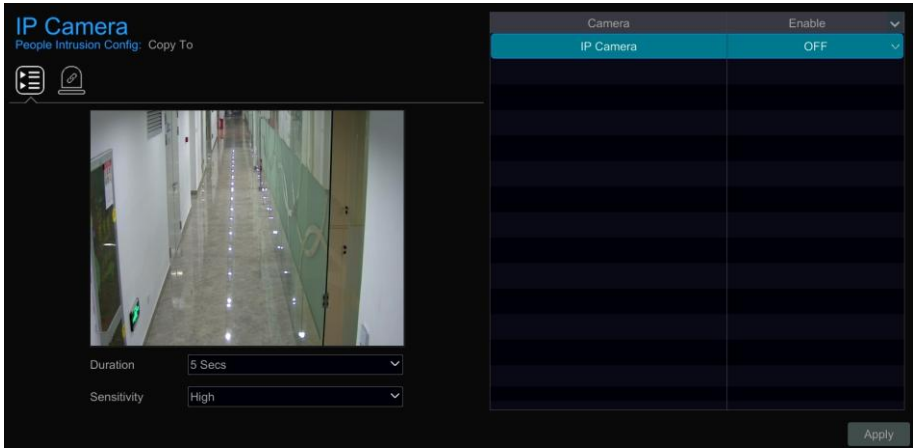 IP Camera
People Intrusion Config: Copy To
Camera Enable
IP Camera OFF
Duration 5 Secs
Sensitivity High
Apply